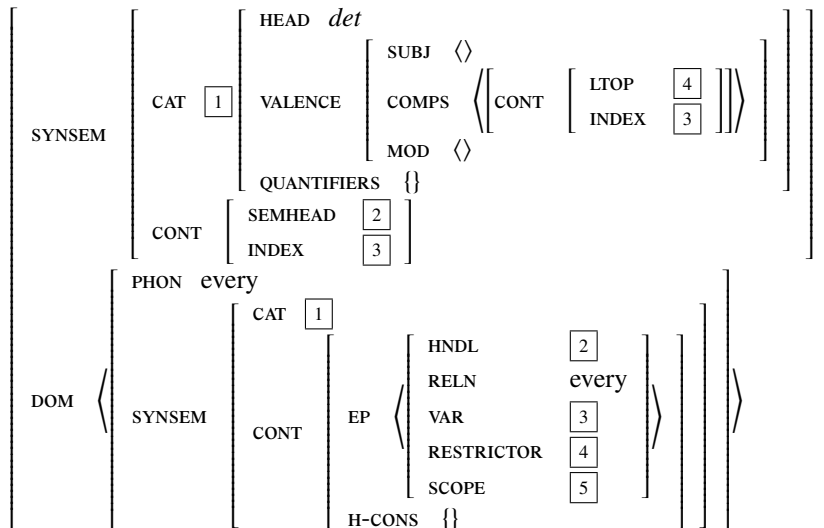 HEAD det
SUBJ ⟨⟩
LTOP 4
CAT 1 VALENCE COMPS CONT
INDEX 3
SYNSEM
MOD ⟨⟩
QUANTIFIERS {}
SEMHEAD 2
CONT
INDEX 3
PHON every
CAT 1
HNDL 2
RELN every
DOM SYNSEM CONT EP VAR 3
RESTRICTOR 4
SCOPE 5
H-CONS {}